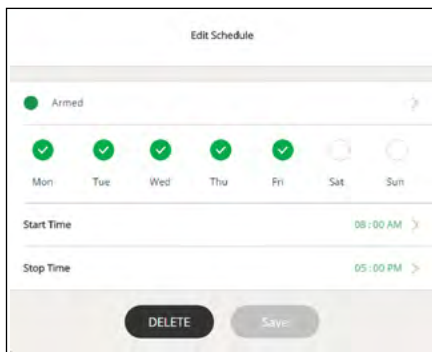 Edit Schedule
Armed
Mon Tue Wed Thu Fri Sat Sun
Start Time 08 : 00 AM
Stop Time 05 : 00 PM
DELETE Save